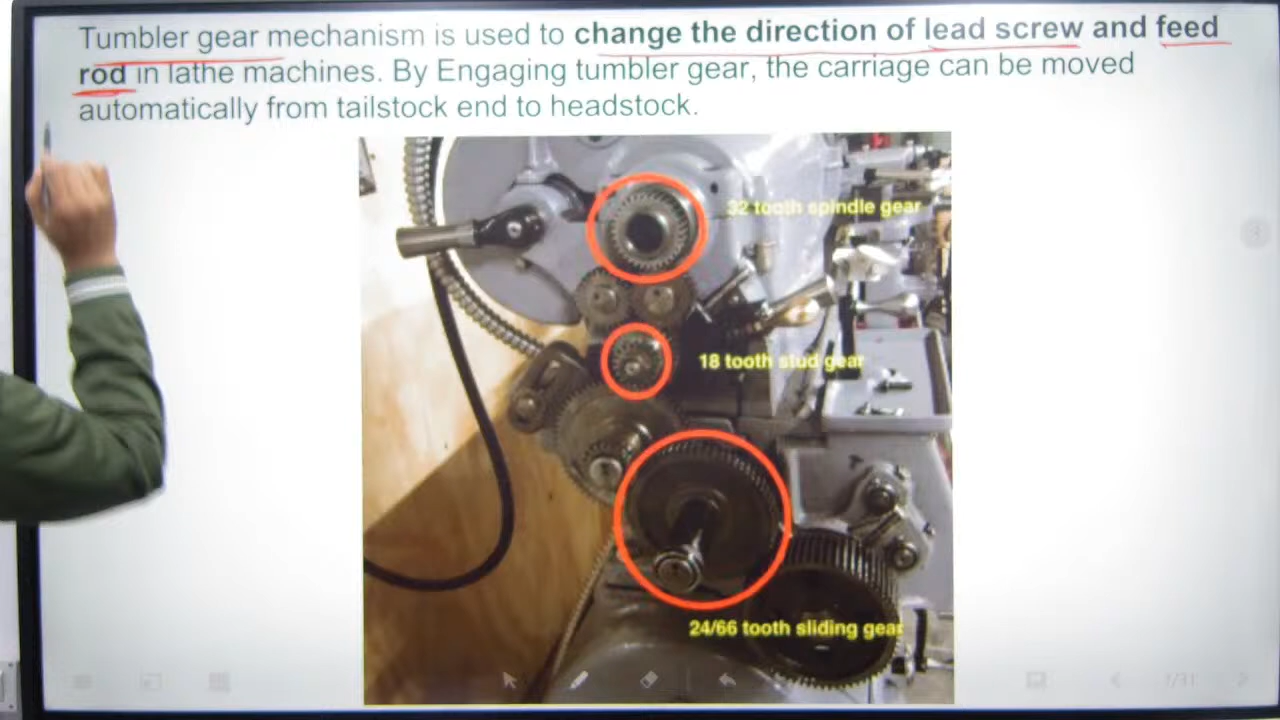 Tumbler gear mechanism is used to change the direction of lead screw and feed
rod in lathe machines. By Engaging tumbler gear, the carriage can be moved
automatically from tailstock end to headstock.
32 tooth spindle gear
18 tooth stud gear
24/66 tooth sliding gear